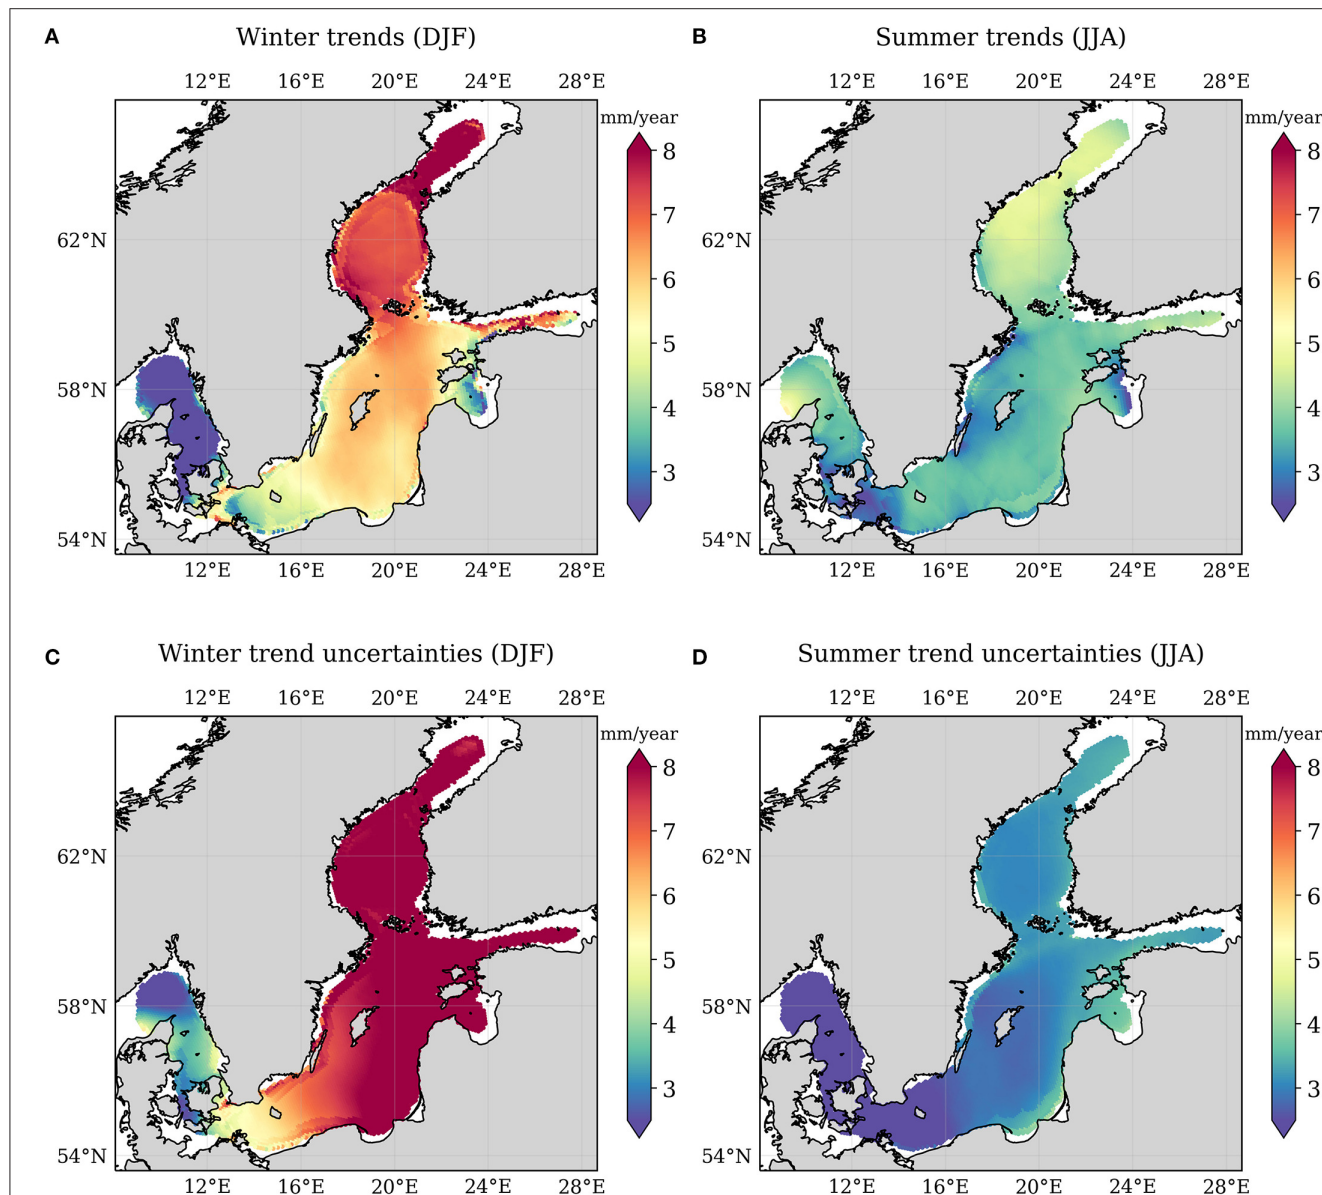 A Winter trends (DJF)
12°E 16°E 20°E 24°E 28°E
mm/year
8
7
6
5
4
3
62°N
58°N
54°N
12°E 16°E 20°E 24°E 28°E
B Summer trends (JJA)
12°E 16°E 20°E 24°E 28°E
mm/year
8
7
6
5
4
3
62°N
58°N
54°N
12°E 16°E 20°E 24°E 28°E
C Winter trend uncertainties (DJF)
12°E 16°E 20°E 24°E 28°E
mm/year
8
7
6
5
4
3
62°N
58°N
54°N
12°E 16°E 20°E 24°E 28°E
D Summer trend uncertainties (JJA)
12°E 16°E 20°E 24°E 28°E
mm/year
8
7
6
5
4
3
62°N
58°N
54°N
12°E 16°E 20°E 24°E 28°E